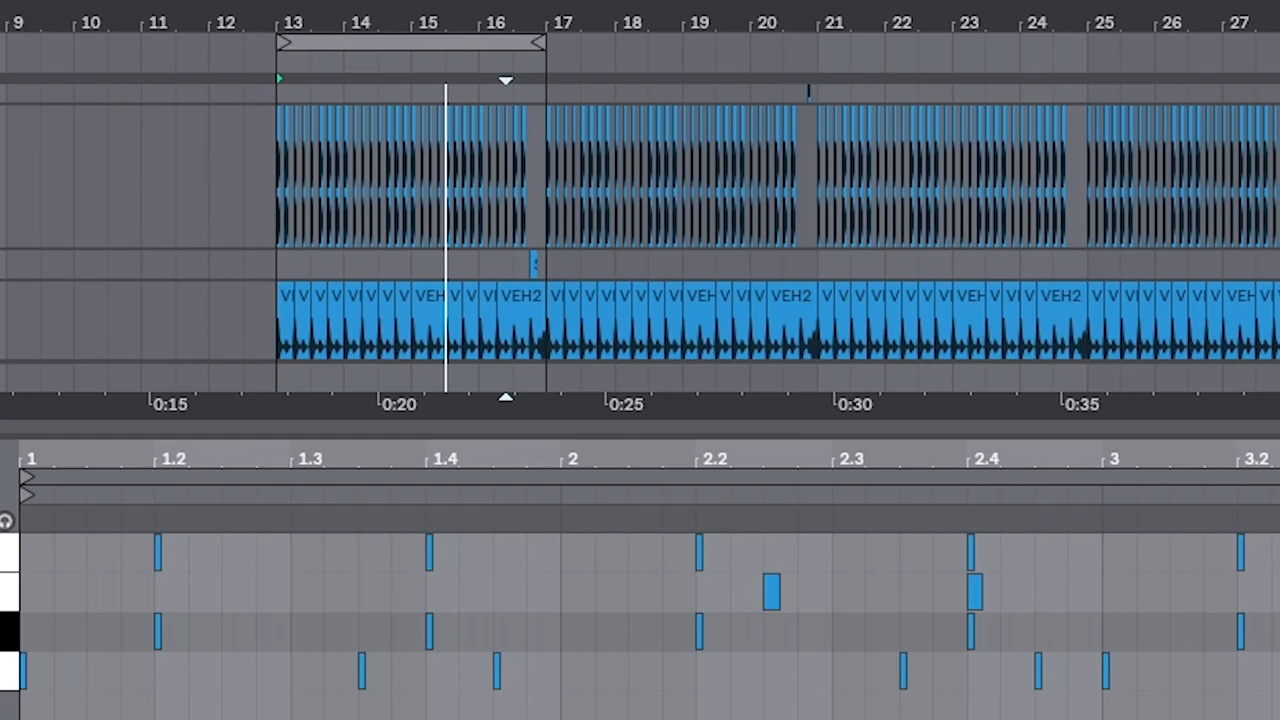 9 10 11 12 13 14 15 16 17 18 19 20 21 22 23 24 25 26 27
VEH VEH2 VEH VEH2 VEH VEH2 VEH
0:15 0:20 0:25 0:30 0:35
1 1.2 1.3 1.4 2 2.2 2.3 2.4 3 3.2